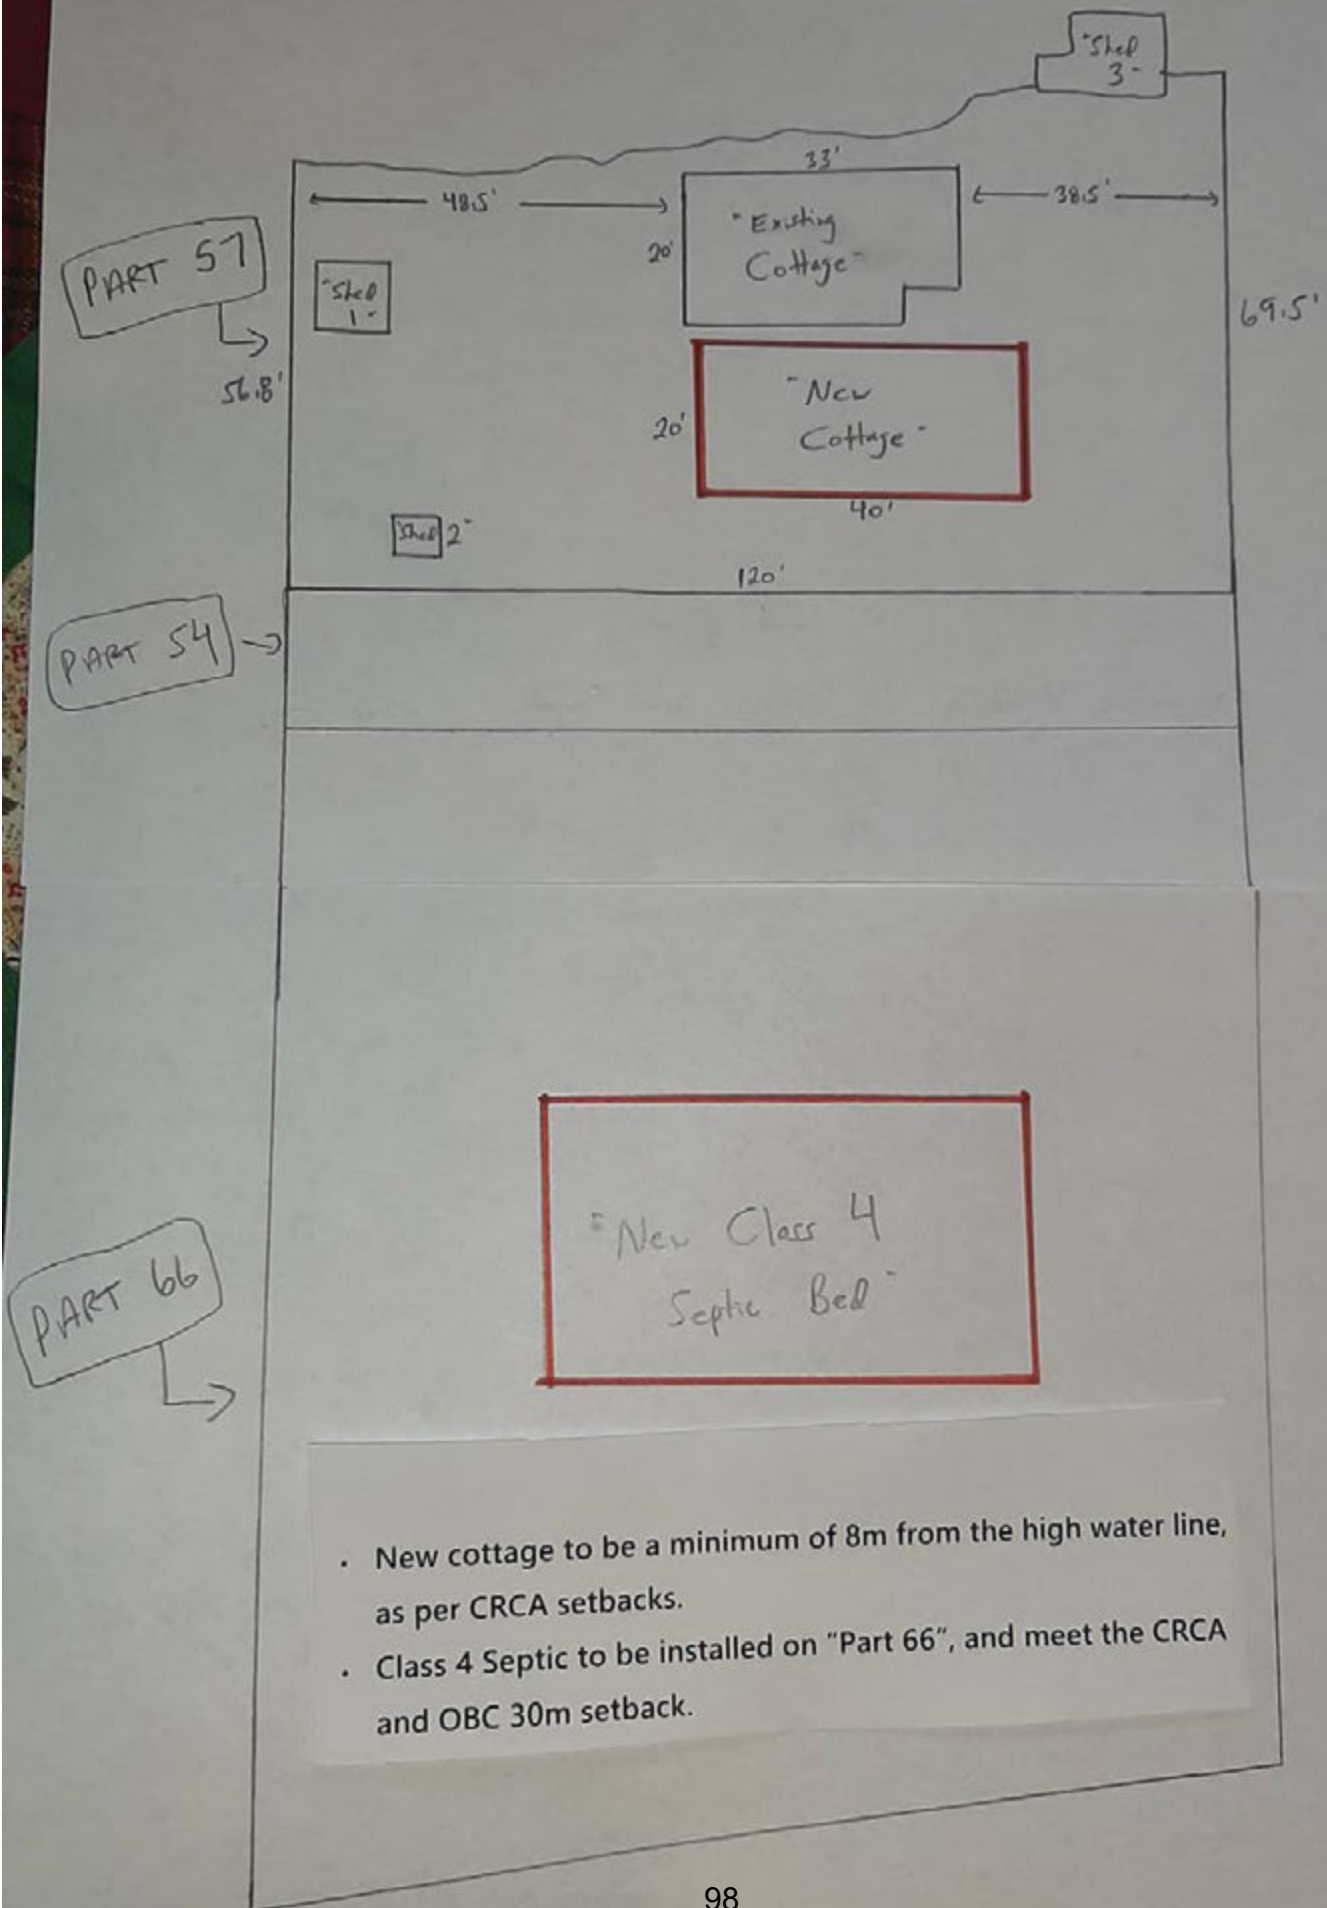 "Shed
3"
33'
48.5'
38.5'
"Existing
Cottage"
20'
PART 57
"Shed
1"
69.5'
56.8'
"New
Cottage"
20'
40'
"Shed 2"
120'
PART 54
"New Class 4
Septic Bed"
PART 66
• New cottage to be a minimum of 8m from the high water line,
as per CRCA setbacks.
• Class 4 Septic to be installed on "Part 66", and meet the CRCA
and OBC 30m setback.
98